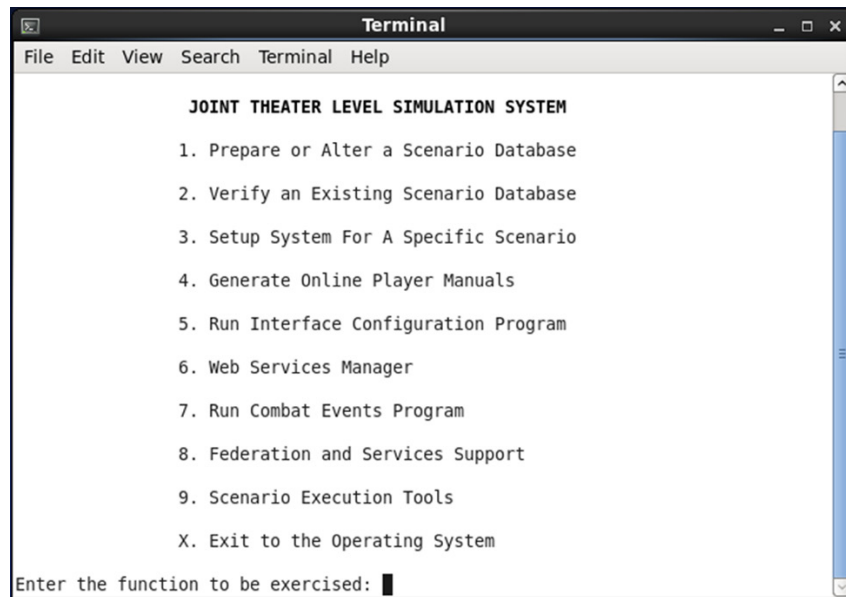 Terminal
File Edit View Search Terminal Help
JOINT THEATER LEVEL SIMULATION SYSTEM
1. Prepare or Alter a Scenario Database
2. Verify an Existing Scenario Database
3. Setup System For A Specific Scenario
4. Generate Online Player Manuals
5. Run Interface Configuration Program
6. Web Services Manager
7. Run Combat Events Program
8. Federation and Services Support
9. Scenario Execution Tools
X. Exit to the Operating System
Enter the function to be exercised: